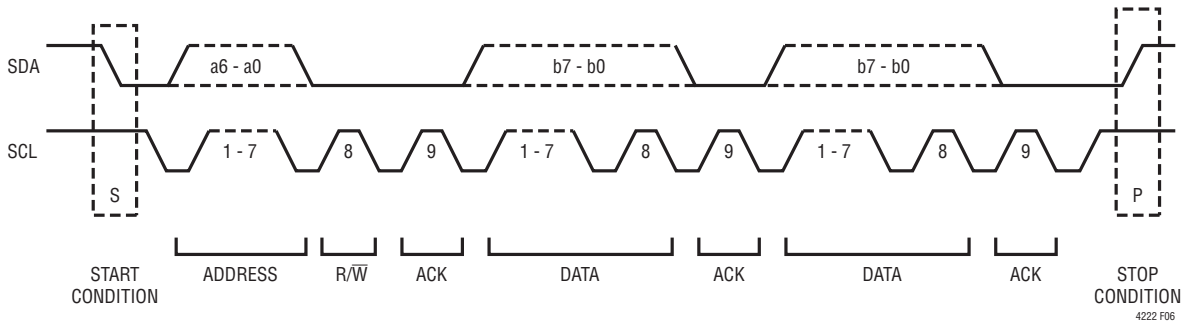 SDA
a6 - a0
b7 - b0
b7 - b0
SCL
1 - 7
8
9
1 - 7
8
9
1 - 7
8
9
S
P
START
CONDITION
ADDRESS
R/W̅
ACK
DATA
ACK
DATA
ACK
STOP
CONDITION
4222 F06